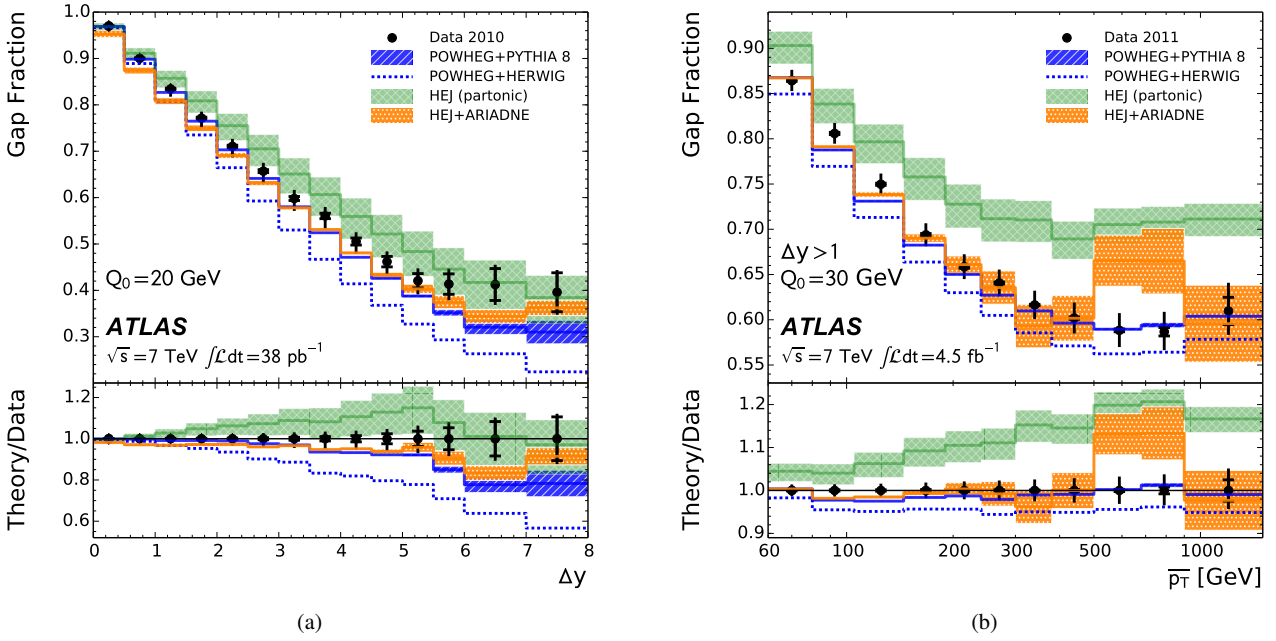 Gap Fraction
1.0
0.9
0.8
0.7
0.6
0.5
0.4
0.3
Data 2010
POWHEG+PYTHIA 8
POWHEG+HERWIG
HEJ (partonic)
HEJ+ARIADNE
Q₀=20 GeV
ATLAS
√s=7 TeV ∫ℒdt=38 pb⁻¹
Theory/Data
1.2
1.0
0.8
0.6
0 1 2 3 4 5 6 7 8
Δy
(a)
Gap Fraction
0.90
0.85
0.80
0.75
0.70
0.65
0.60
0.55
Data 2011
POWHEG+PYTHIA 8
POWHEG+HERWIG
HEJ (partonic)
HEJ+ARIADNE
Δy>1
Q₀=30 GeV
ATLAS
√s=7 TeV ∫ℒdt=4.5 fb⁻¹
Theory/Data
1.2
1.1
1.0
0.9
60 100 200 300 500 1000
p̅T̅ [GeV]
(b)